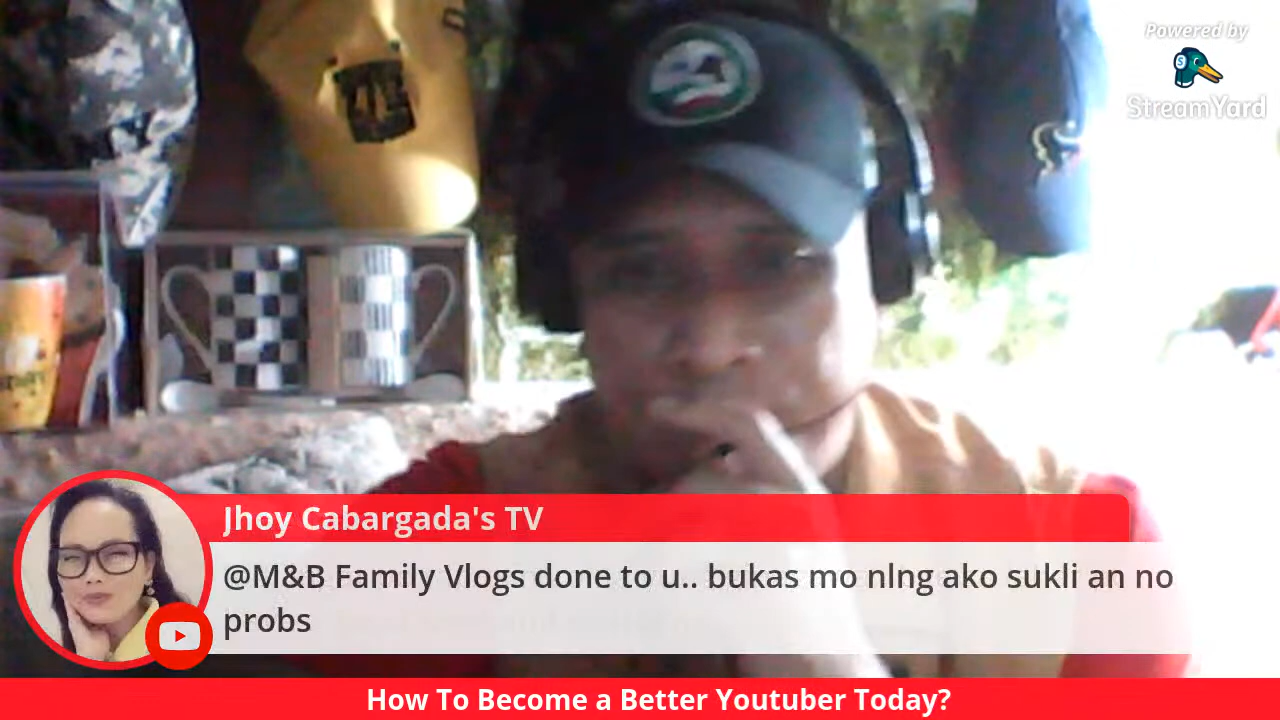 Powered by
StreamYard
Jhoy Cabargada's TV
@M&B Family Vlogs done to u.. bukas mo nlng ako sukli an no
probs
How To Become a Better Youtuber Today?